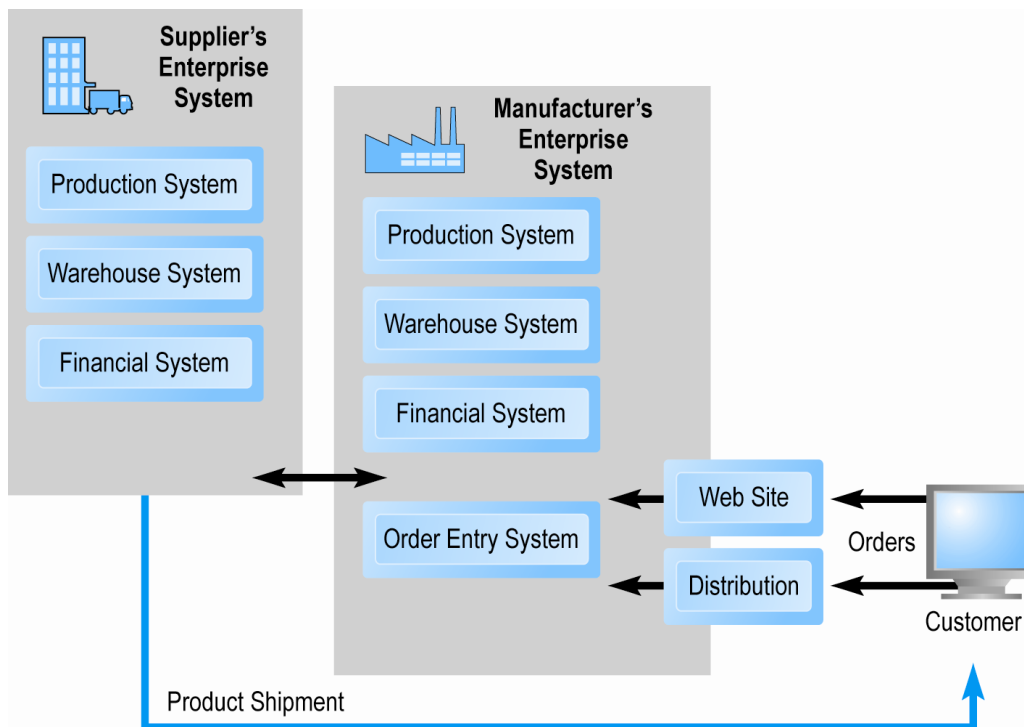 Supplier’s
Enterprise
System
Production System
Warehouse System
Financial System
Manufacturer’s
Enterprise
System
Production System
Warehouse System
Financial System
Order Entry System
Web Site
Distribution
Orders
Customer
Product Shipment